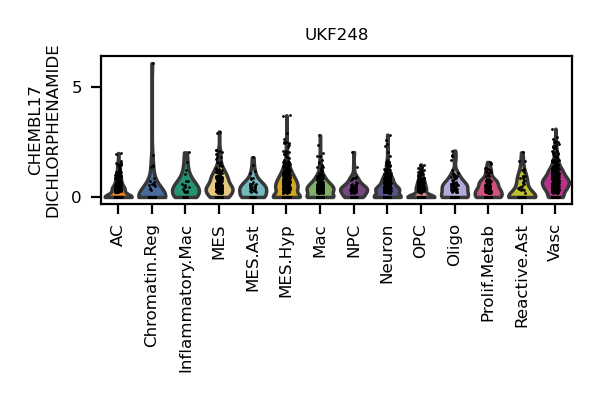 UKF248
CHEMBL17
DICHLORPHENAMIDE
5
0
AC
Chromatin.Reg
Inflammatory.Mac
MES
MES.Ast
MES.Hyp
Mac
NPC
Neuron
OPC
Oligo
Prolif.Metab
Reactive.Ast
Vasc